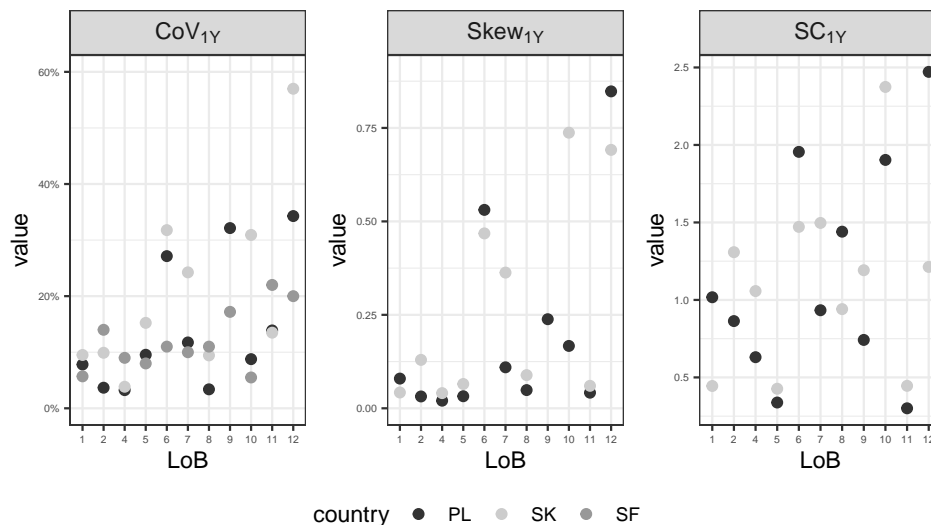 CoV1Y
Skew1Y
SC1Y
value
60%
40%
20%
0%
1 2 4 5 6 7 8 9 10 11 12
LoB
value
0.75
0.50
0.25
0.00
1 2 4 5 6 7 8 9 10 11 12
LoB
value
2.5
2.0
1.5
1.0
0.5
1 2 4 5 6 7 8 9 10 11 12
LoB
country PL SK SF